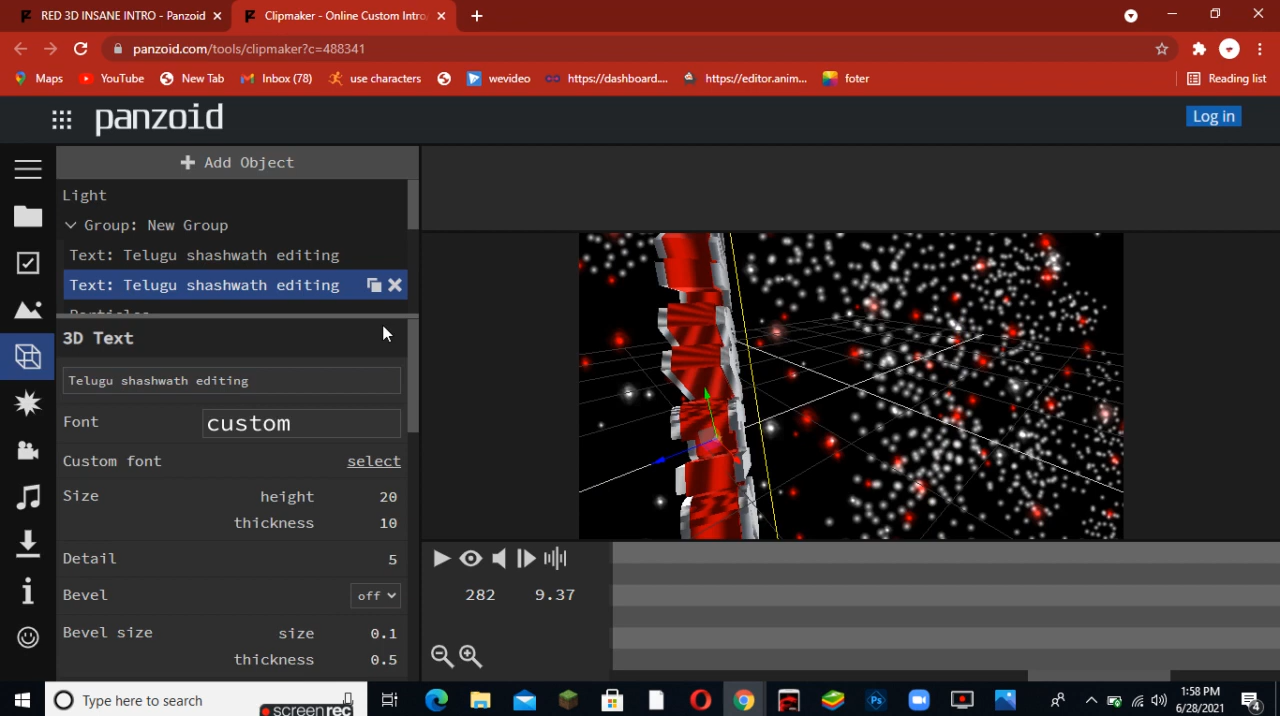 RED 3D INSANE INTRO - Panzoid
Clipmaker - Online Custom Intro
panzoid.com/tools/clipmaker?c=488341
Maps
YouTube
New Tab
Inbox (78)
use characters
wevideo
https://dashboard....
https://editor.anim...
foter
Reading list
panzoid
Log in
Add Object
Light
Group: New Group
Text: Telugu shashwath editing
Text: Telugu shashwath editing
3D Text
Telugu shashwath editing
Font custom
Custom font select
Size height 20
thickness 10
Detail 5
Bevel off
Bevel size size 0.1
thickness 0.5
282 9.37
Type here to search
screenrec
1:58 PM
6/28/2021
4